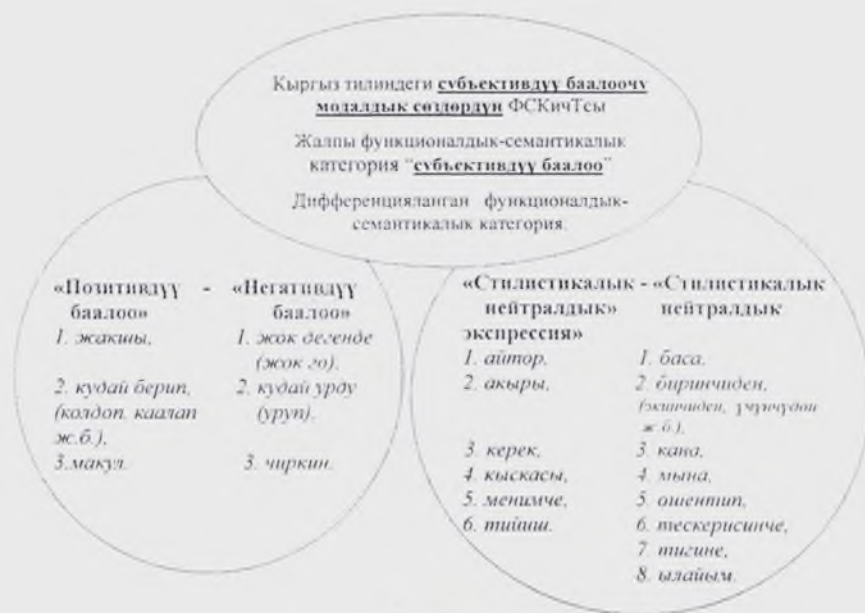 Кыргыз тилиндеги субъективдүү баалоочу
модалдык сөздөрдүн ФСКичТсы
Жалпы функционалдык-семантикалык
категория "субъективдүү баалоо"
Дифференцияланган функционалдык-
семантикалык категория.
«Позитивдүү - «Негативдүү
баалоо» баалоо»
1. жакшы, 1. жок дегенде
(жок го),
2. кудай берип, 2. кудай урду
(колдоп, каалап (уруп),
ж.б.),
3.макул. 3. чиркин.
«Стилистикалык - «Стилистикалык
нейтралдык» нейтралдык
экспрессия»
1. айтор, 1. баса,
2. акыры, 2. биринчиден,
(экинчиден, үчүнчүдөн
ж.б.),
3. керек, 3. кана,
4. кыскасы, 4. мына,
5. менимче, 5. ошентип,
6. тийиш. 6. тескерисинче,
7. тигине,
8. ылайым.